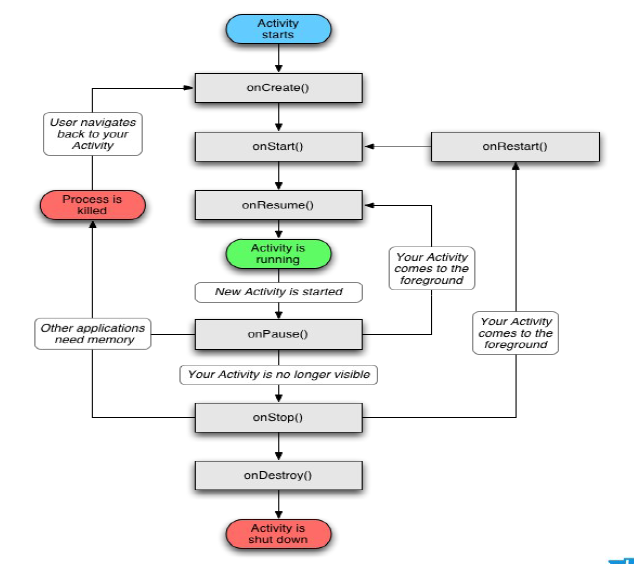 Activity
starts
onCreate()
User navigates
back to your
Activity
onStart()
onRestart()
Process is
killed
onResume()
Activity is
running
Your Activity
comes to the
foreground
New Activity is started
Other applications
need memory
onPause()
Your Activity
comes to the
foreground
Your Activity is no longer visible
onStop()
onDestroy()
Activity is
shut down